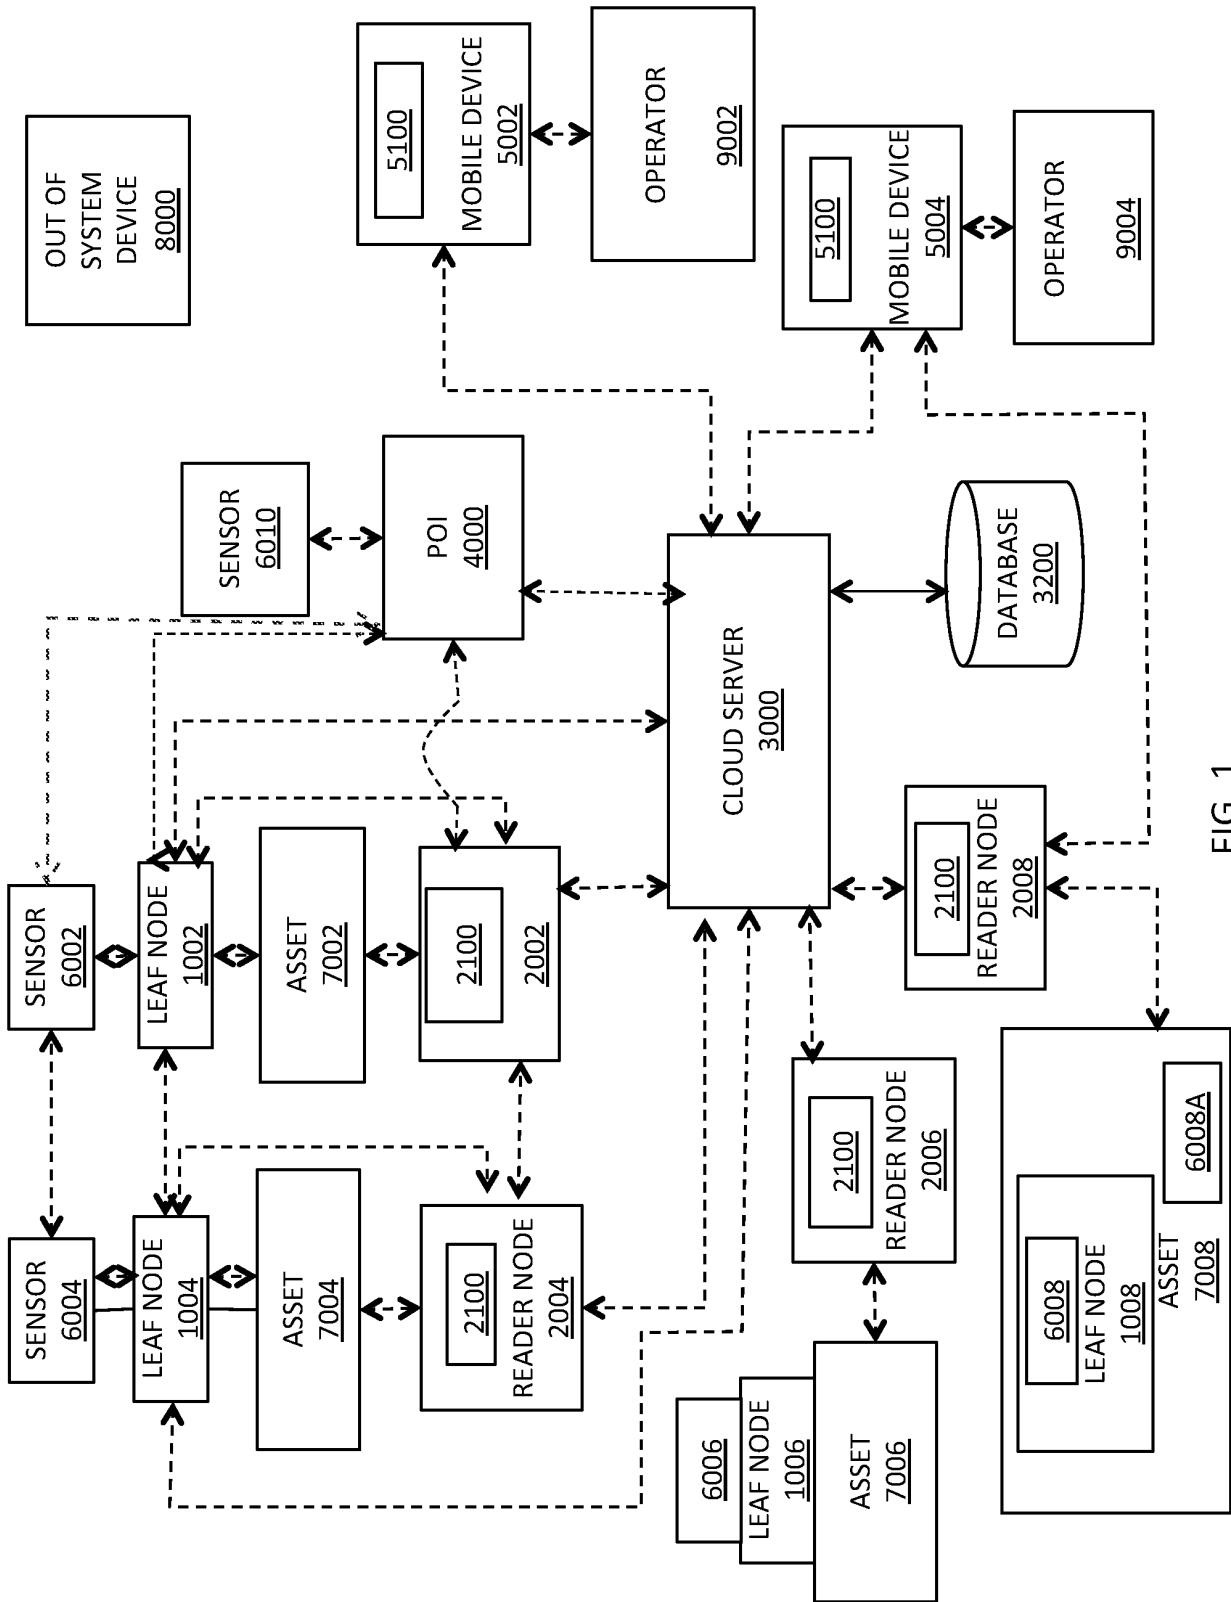 SENSOR
6004
SENSOR
6002
OUT OF
SYSTEM
DEVICE
8000
LEAF NODE
1004
LEAF NODE
1002
SENSOR
6010
ASSET
7004
ASSET
7002
POI
4000
5100
MOBILE DEVICE
5002
2100
READER NODE
2004
2100
2002
OPERATOR
9002
6006
LEAF NODE
1006
ASSET
7006
CLOUD SERVER
3000
2100
READER NODE
2006
2100
READER NODE
2008
DATABASE
3200
5100
MOBILE DEVICE
5004
6008
LEAF NODE
1008
ASSET
7008
6008A
OPERATOR
9004
FIG. 1